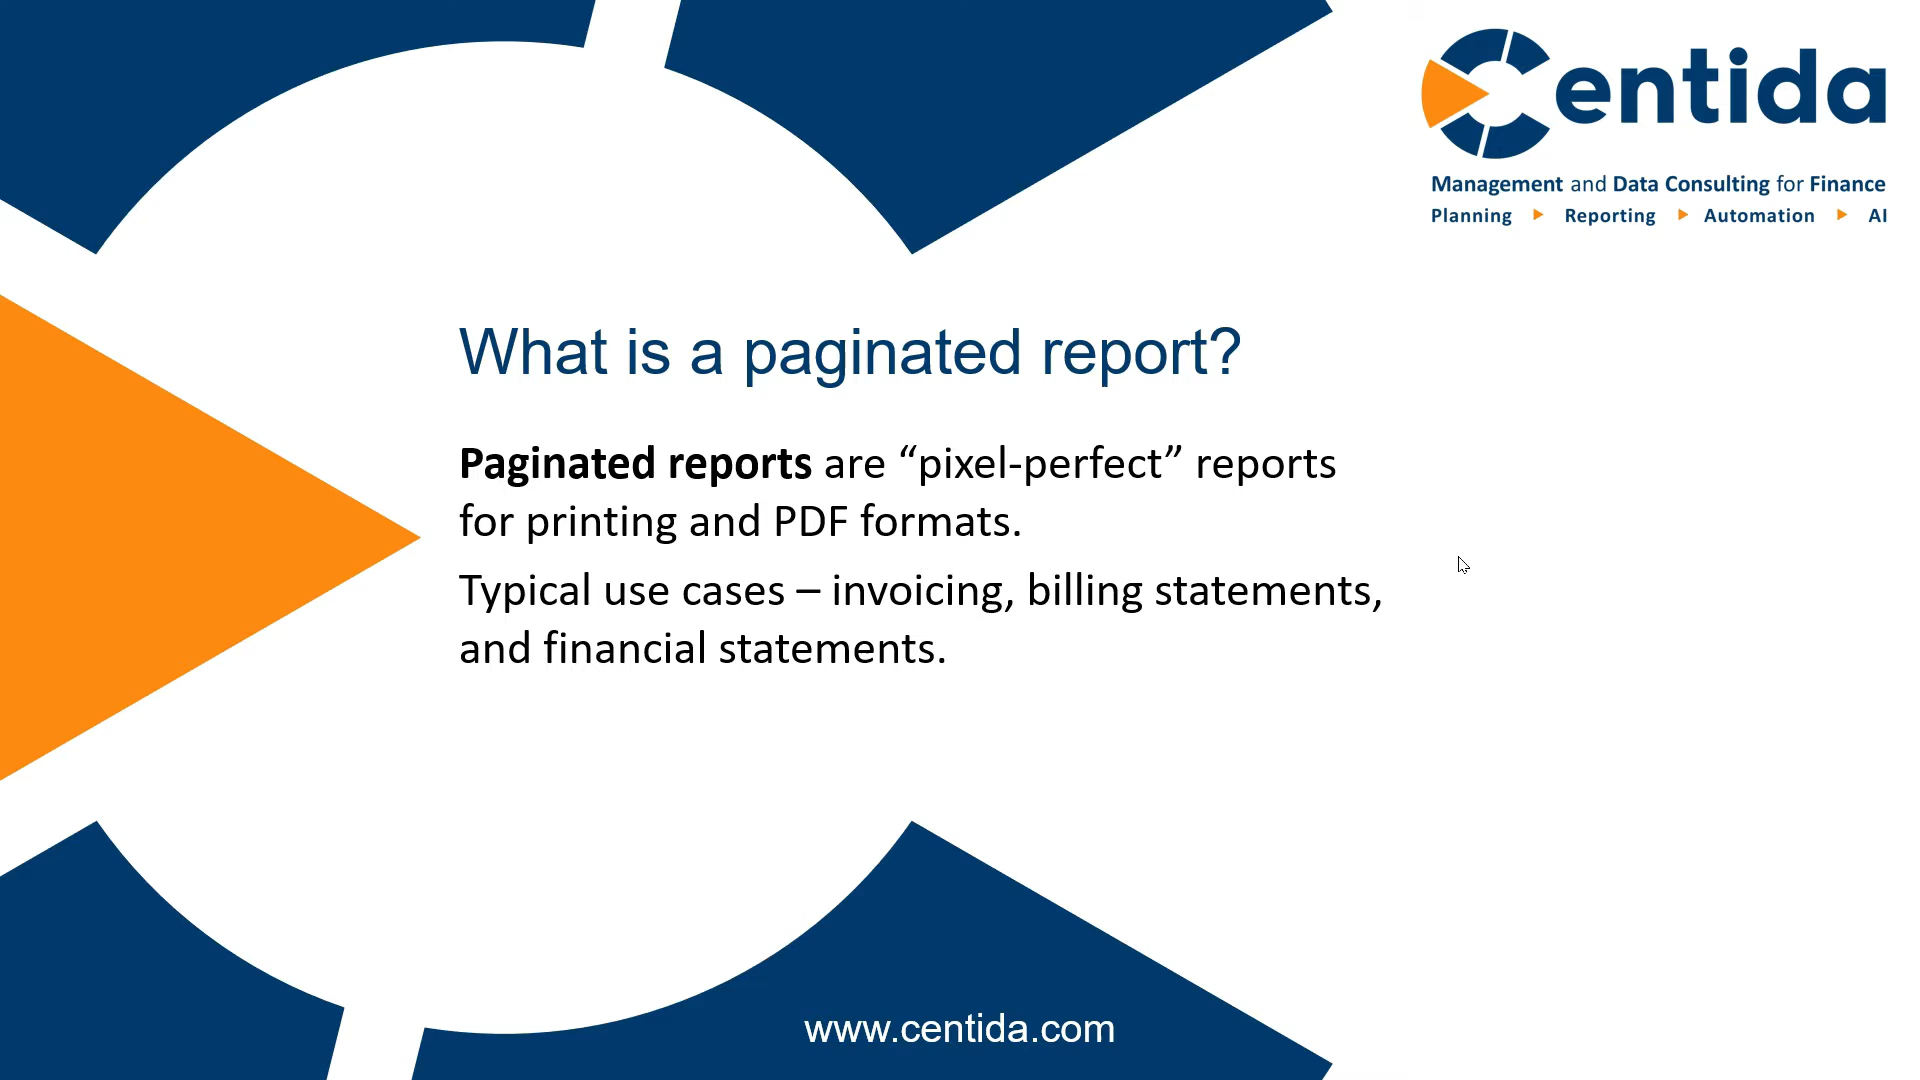 Centida
Management and Data Consulting for Finance
Planning Reporting Automation AI
What is a paginated report?
Paginated reports are “pixel-perfect” reports
for printing and PDF formats.
Typical use cases – invoicing, billing statements,
and financial statements.
www.centida.com